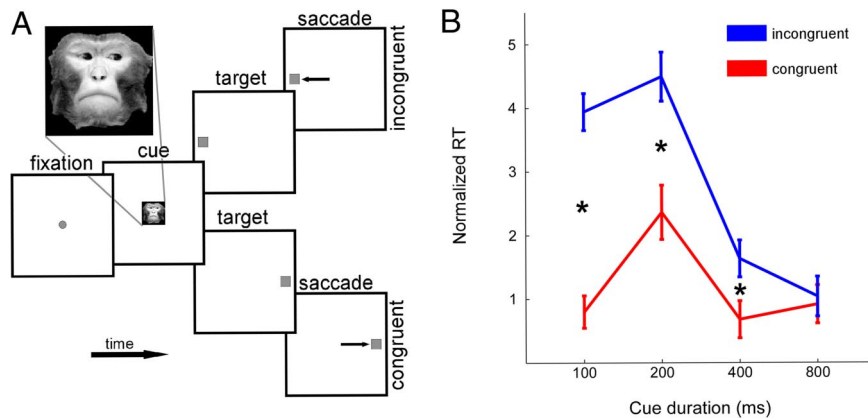 A
saccade
incongruent
target
fixation
cue
target
saccade
congruent
time
B
incongruent
congruent
Normalized RT
5
4
3
2
1
*
*
*
100
200
400
800
Cue duration (ms)